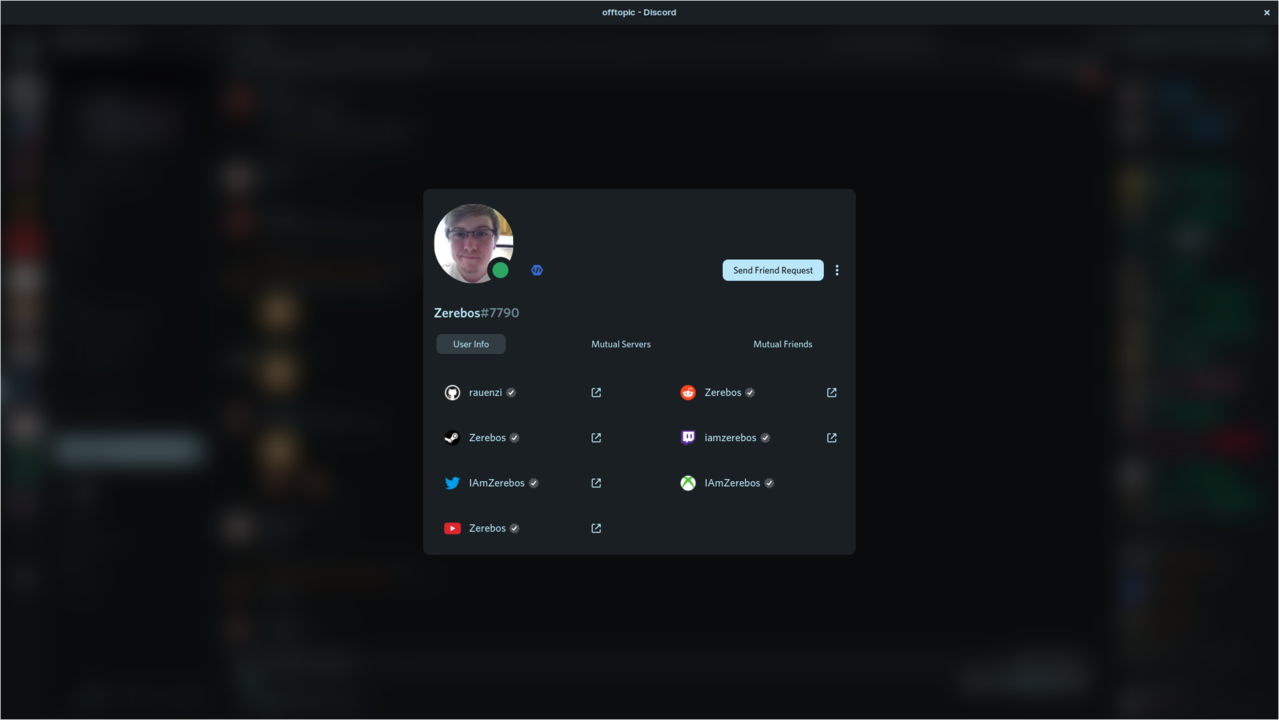 offtopic - Discord
Send Friend Request
Zerebos#7790
User Info Mutual Servers Mutual Friends
rauenzi Zerebos
Zerebos iamzerebos
IAmZerebos IAmZerebos
Zerebos